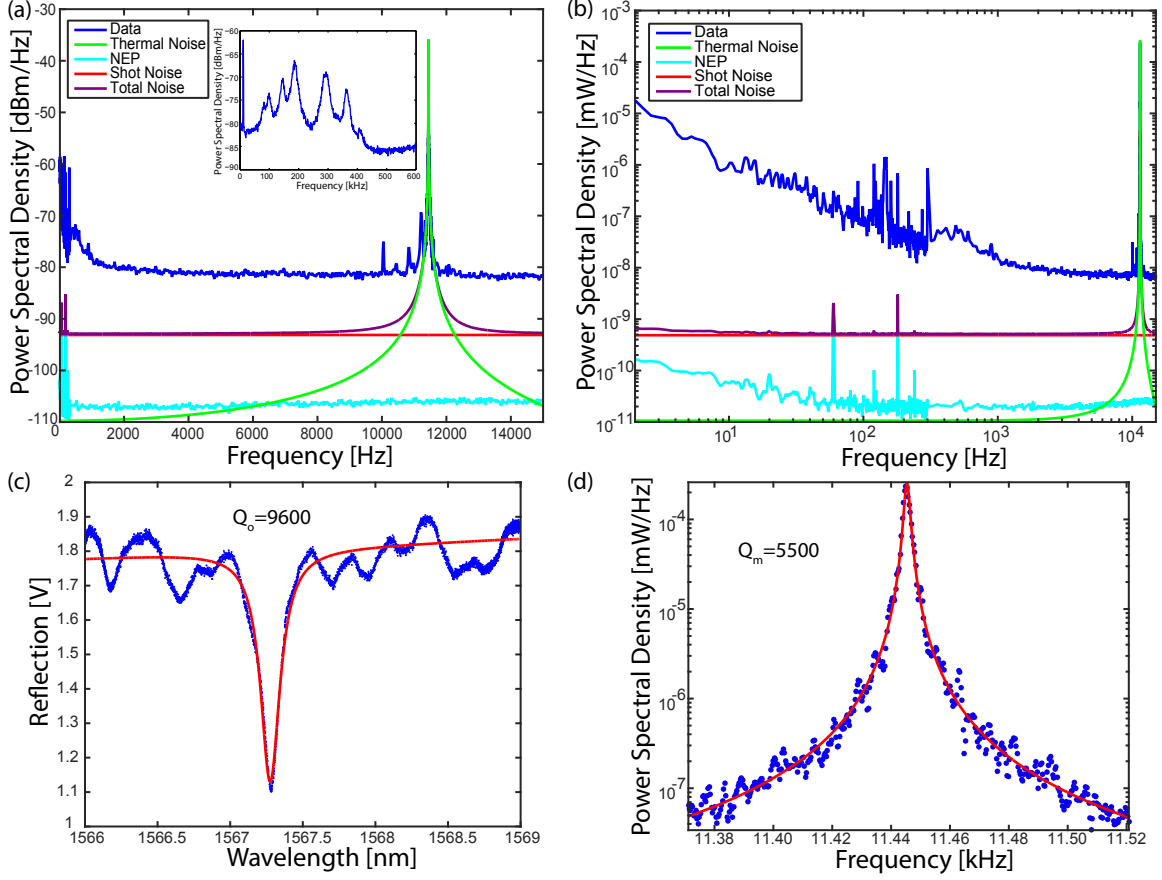 (a)
Power Spectral Density [dBm/Hz]
-30
-40
-50
-60
-70
-80
-90
-100
-110
Data
Thermal Noise
NEP
Shot Noise
Total Noise
Power Spectral Density [dBm/Hz]
-60
-65
-70
-75
-80
-85
-90
0 100 200 300 400 500 600
Frequency [kHz]
0 2000 4000 6000 8000 10000 12000 14000
Frequency [Hz]
(b)
Power Spectral Density [mW/Hz]
10-3
10-4
10-5
10-6
10-7
10-8
10-9
10-10
10-11
Data
Thermal Noise
NEP
Shot Noise
Total Noise
101 102 103 104
Frequency [Hz]
(c)
Reflection [V]
2
1.9
1.8
1.7
1.6
1.5
1.4
1.3
1.2
1.1
1
Qo=9600
1566 1566.5 1567 1567.5 1568 1568.5 1569
Wavelength [nm]
(d)
Power Spectral Density [mW/Hz]
10-4
10-5
10-6
10-7
Qm=5500
11.38 11.40 11.42 11.44 11.46 11.48 11.50 11.52
Frequency [kHz]